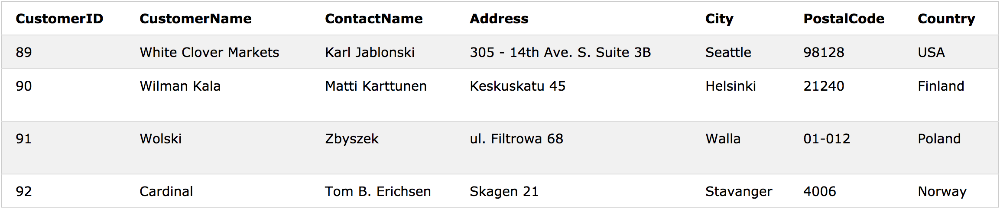 CustomerID CustomerName ContactName Address City PostalCode Country
89 White Clover Markets Karl Jablonski 305 - 14th Ave. S. Suite 3B Seattle 98128 USA
90 Wilman Kala Matti Karttunen Keskuskatu 45 Helsinki 21240 Finland
91 Wolski Zbyszek ul. Filtrowa 68 Walla 01-012 Poland
92 Cardinal Tom B. Erichsen Skagen 21 Stavanger 4006 Norway